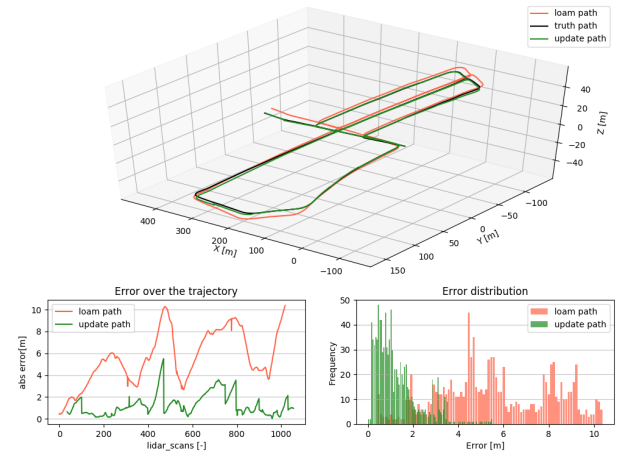 loam path
truth path
update path
40
20
0
−20
−40
Z [m]
400
300
200
100
0
−100
X [m]
150
100
50
0
−50
−100
Y [m]
Error over the trajectory
loam path
update path
10
8
6
4
2
0
abs error[m]
0 200 400 600 800 1000
lidar_scans [-]
Error distribution
loam path
update path
50
40
30
20
10
0
Frequency
0 2 4 6 8 10
Error [m]